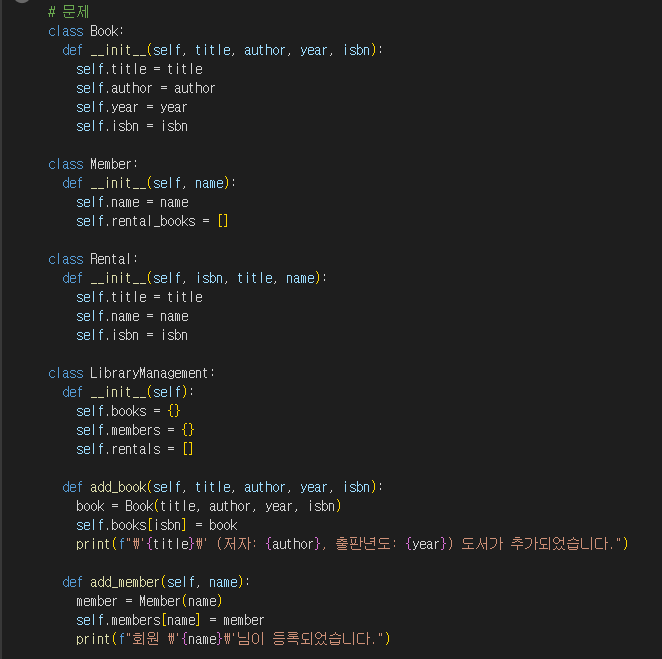 # 문제
class Book:
  def __init__(self, title, author, year, isbn):
    self.title = title
    self.author = author
    self.year = year
    self.isbn = isbn

class Member:
  def __init__(self, name):
    self.name = name
    self.rental_books = []

class Rental:
  def __init__(self, isbn, title, name):
    self.title = title
    self.name = name
    self.isbn = isbn

class LibraryManagement:
  def __init__(self):
    self.books = {}
    self.members = {}
    self.rentals = []

  def add_book(self, title, author, year, isbn):
    book = Book(title, author, year, isbn)
    self.books[isbn] = book
    print(f"₩'{title}₩' (저자: {author}, 출판년도: {year}) 도서가 추가되었습니다.")

  def add_member(self, name):
    member = Member(name)
    self.members[name] = member
    print(f"회원 ₩'{name}₩'님이 등록되었습니다.")